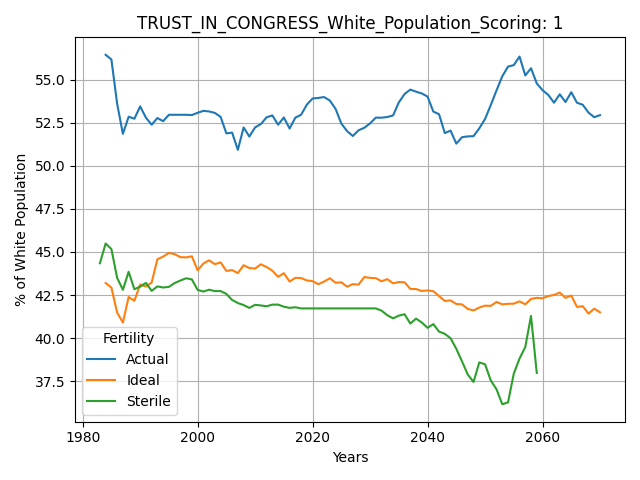 TRUST_IN_CONGRESS_White_Population_Scoring: 1
% of White Population
55.0
52.5
50.0
47.5
45.0
42.5
40.0
37.5
Fertility
Actual
Ideal
Sterile
1980
2000
2020
2040
2060
Years